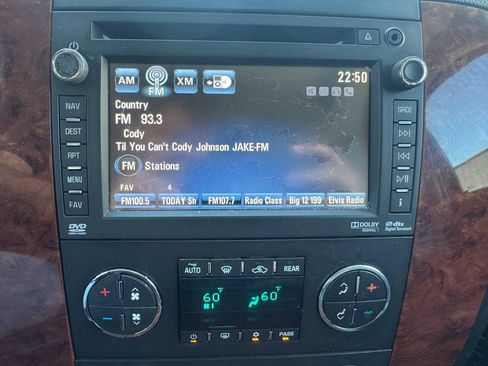 AM FM XM 22:50
Country
FM 93.3
Cody
Til You Can't Cody Johnson JAKE-FM
FM Stations
FAV 4
FM100.5 TODAY Sh FM107.7 Radio Class Big 12 199 Elvis Radio
NAV
DEST
RPT
MENU
FAV
SRCE
i
DVD
DOLBY
DIGITAL
dts
Digital Surround
AUTO REAR
60°F 60°F
PASS